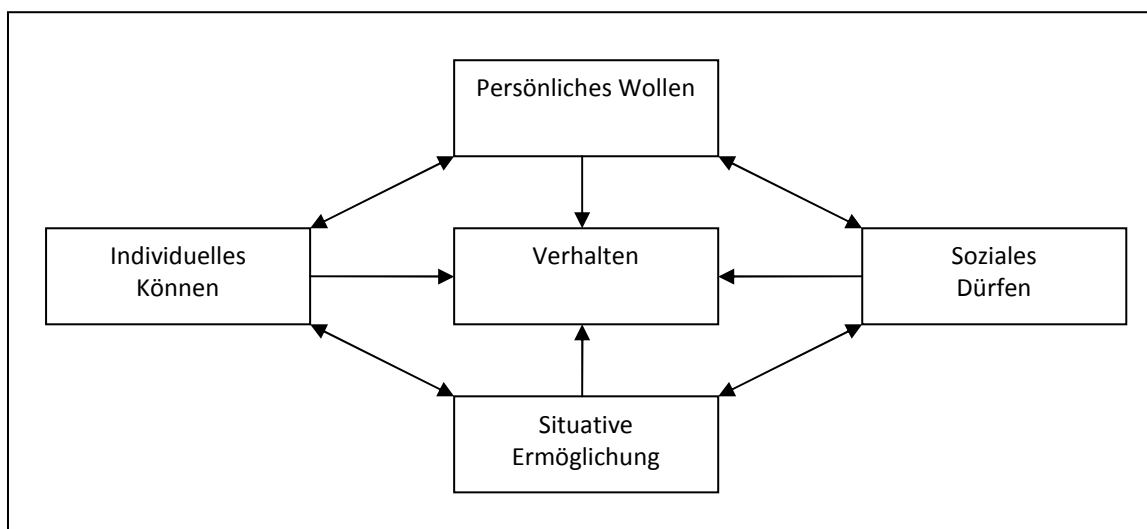 Persönliches Wollen
Individuelles
Können
Verhalten
Soziales
Dürfen
Situative
Ermöglichung